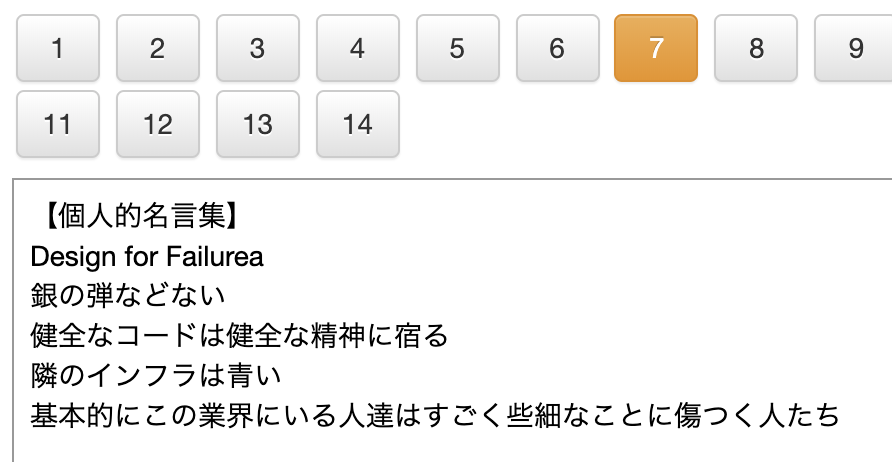 1 2 3 4 5 6 7 8 9
11 12 13 14
【個人的名言集】
Design for Failurea
銀の弾などない
健全なコードは健全な精神に宿る
隣のインフラは青い
基本的にこの業界にいる人達はすごく些細なことに傷つく人たち